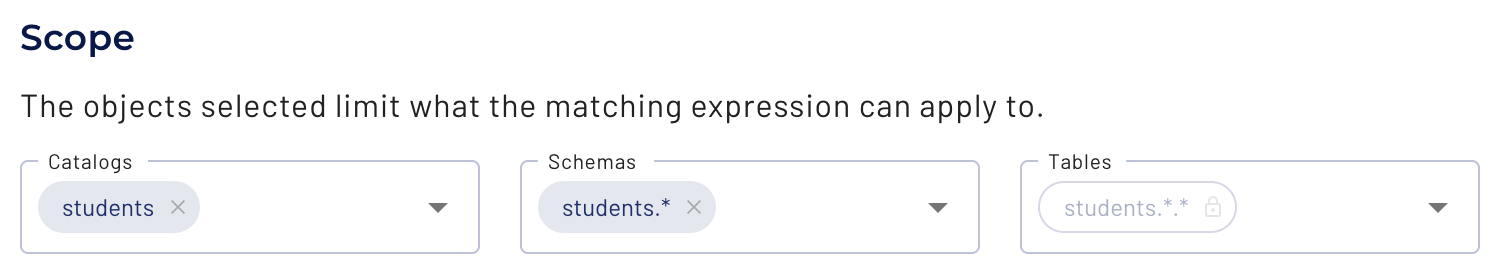 Scope
The objects selected limit what the matching expression can apply to.
Catalogs
students
Schemas
students.*
Tables
students.*.*